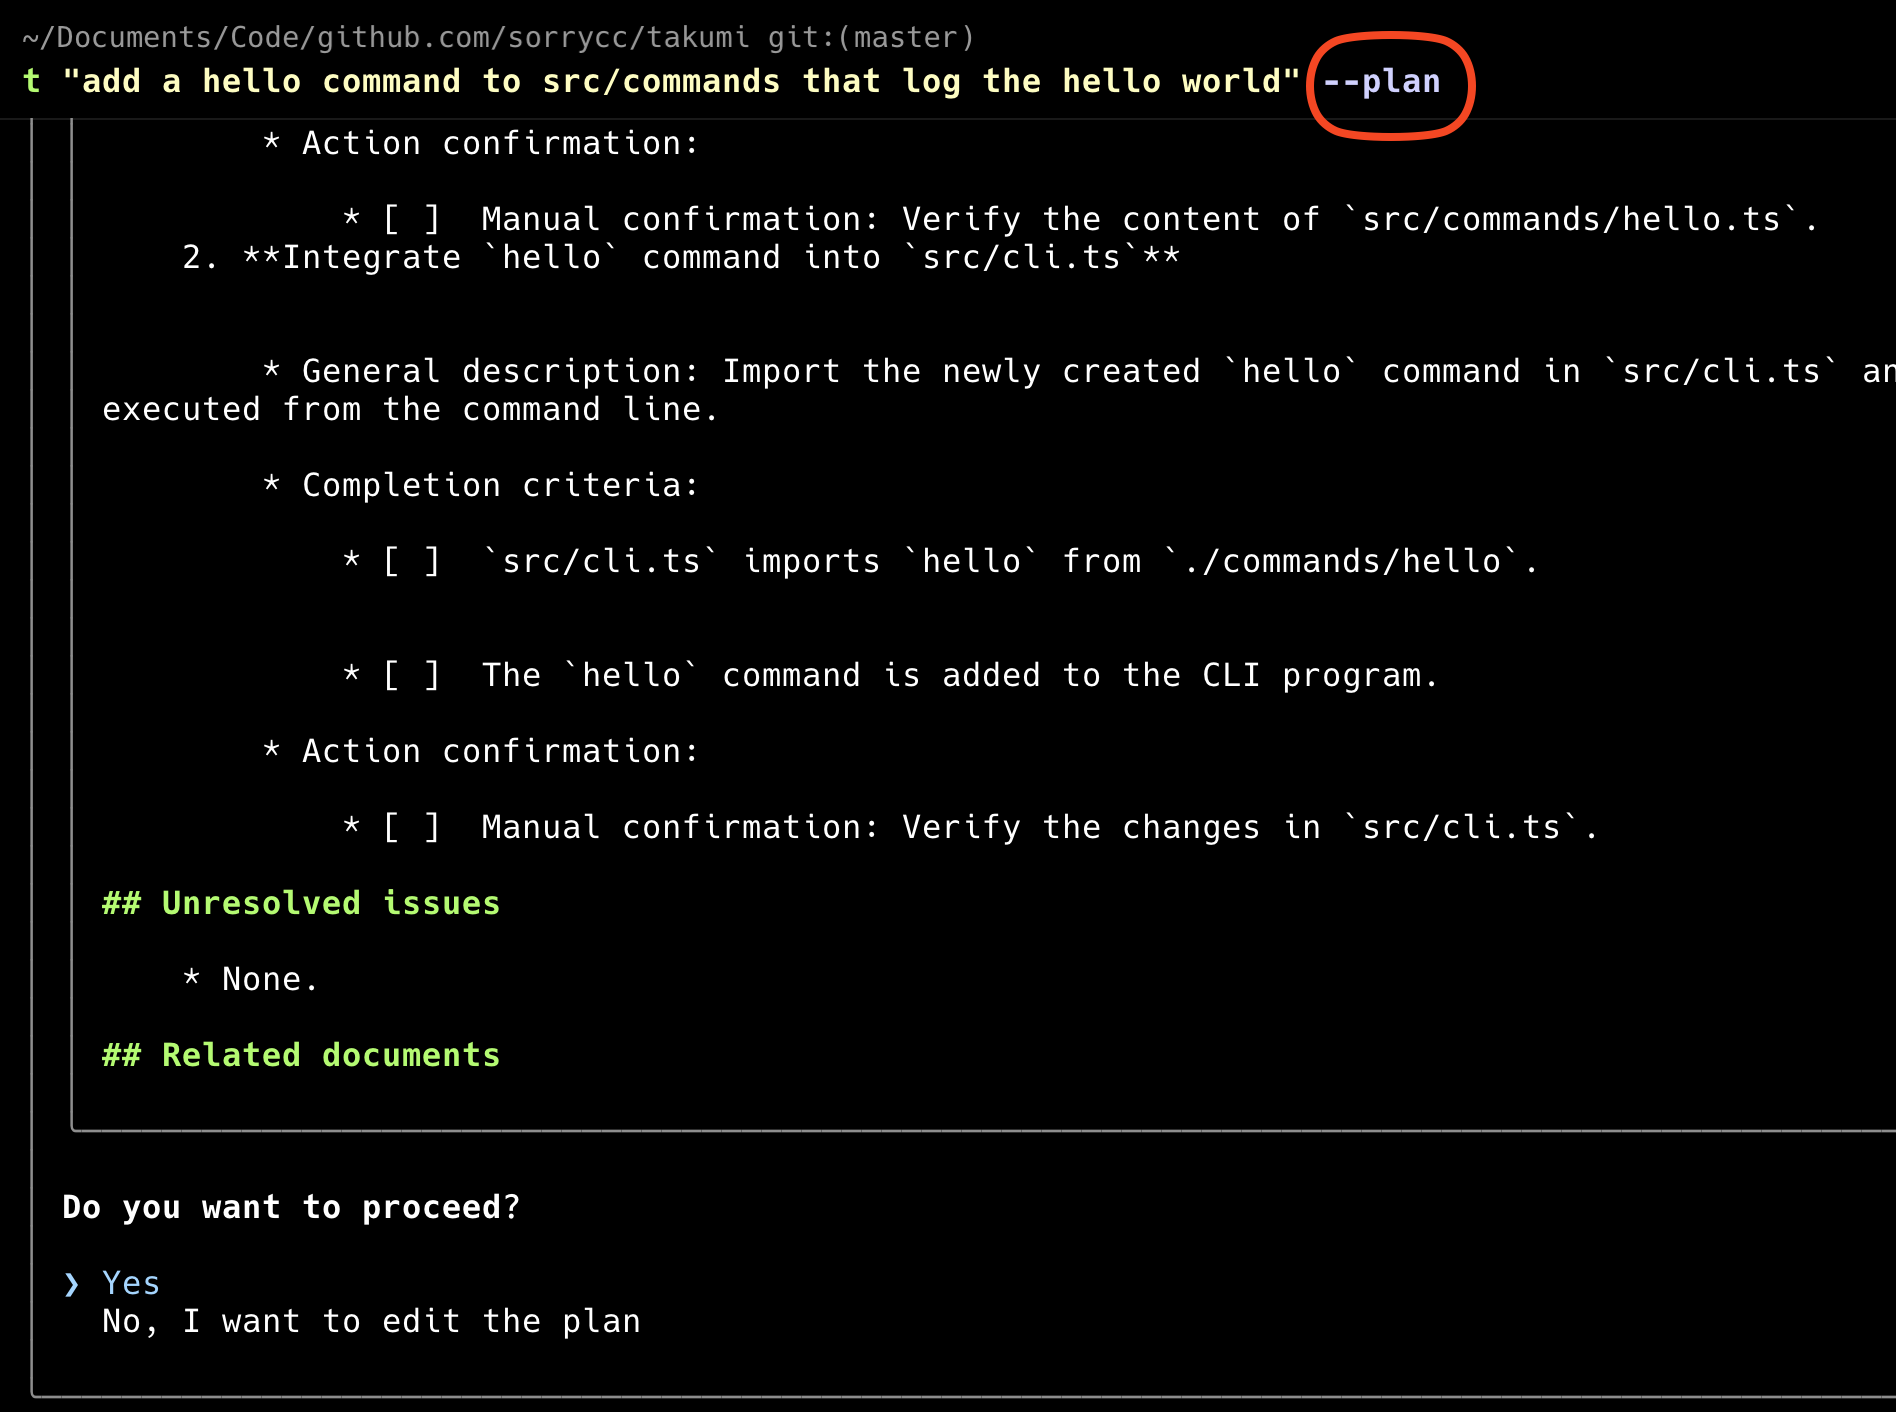 ~/Documents/Code/github.com/sorrycc/takumi git:(master)
t "add a hello command to src/commands that log the hello world" --plan
* Action confirmation:
* [ ]  Manual confirmation: Verify the content of `src/commands/hello.ts`.
2. **Integrate `hello` command into `src/cli.ts`**
* General description: Import the newly created `hello` command in `src/cli.ts` an
executed from the command line.
* Completion criteria:
* [ ]  `src/cli.ts` imports `hello` from `./commands/hello`.
* [ ]  The `hello` command is added to the CLI program.
* Action confirmation:
* [ ]  Manual confirmation: Verify the changes in `src/cli.ts`.
## Unresolved issues
* None.
## Related documents
Do you want to proceed?
❯ Yes
No, I want to edit the plan